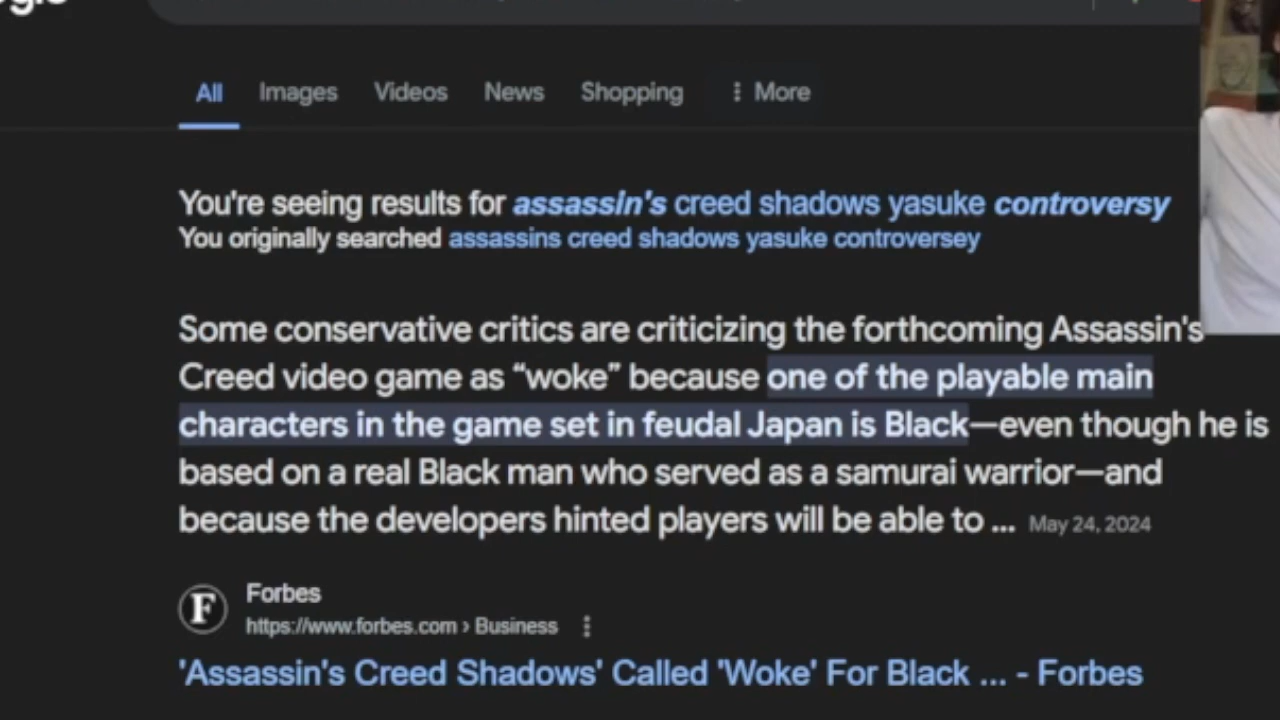 All Images Videos News Shopping More
You're seeing results for assassin's creed shadows yasuke controversy
You originally searched assassins creed shadows yasuke controversey
Some conservative critics are criticizing the forthcoming Assassin's
Creed video game as “woke” because one of the playable main
characters in the game set in feudal Japan is Black—even though he is
based on a real Black man who served as a samurai warrior—and
because the developers hinted players will be able to ... May 24, 2024
F Forbes
https://www.forbes.com › Business
'Assassin's Creed Shadows' Called 'Woke' For Black ... - Forbes